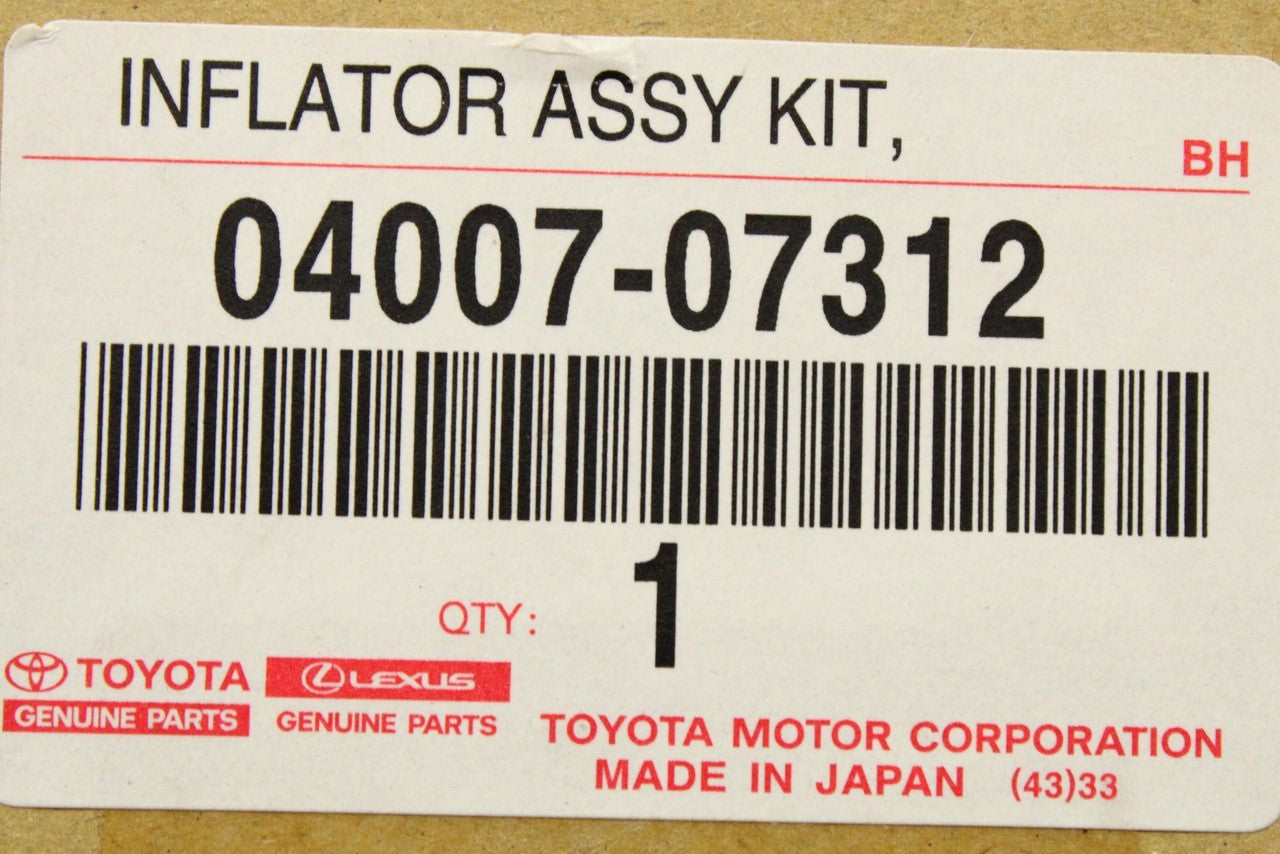 INFLATOR ASSY KIT,
BH
04007-07312
1
QTY:
TOYOTA
GENUINE PARTS
LEXUS
GENUINE PARTS
TOYOTA MOTOR CORPORATION
MADE IN JAPAN (43)33